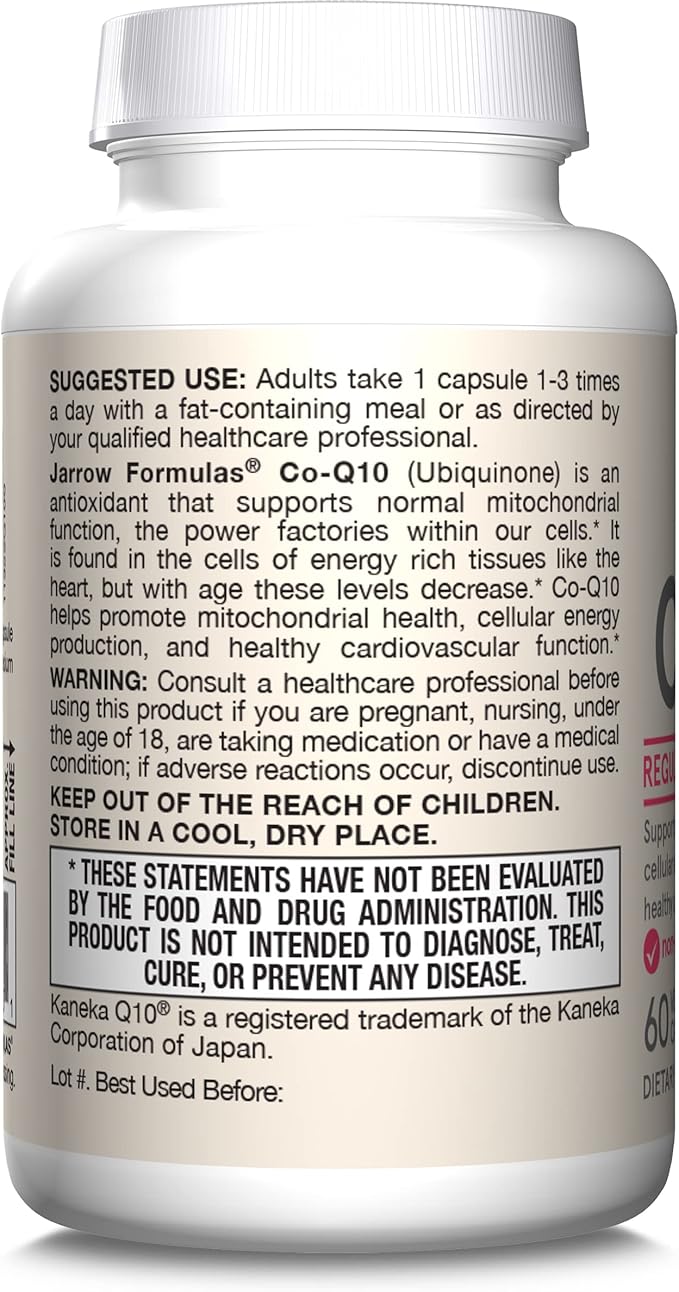 SUGGESTED USE: Adults take 1 capsule 1-3 times
a day with a fat-containing meal or as directed by
your qualified healthcare professional.
Jarrow Formulas® Co-Q10 (Ubiquinone) is an
antioxidant that supports normal mitochondrial
function, the power factories within our cells.* It
is found in the cells of energy rich tissues like the
heart, but with age these levels decrease.* Co-Q10
helps promote mitochondrial health, cellular energy
production, and healthy cardiovascular function.*
WARNING: Consult a healthcare professional before
using this product if you are pregnant, nursing, under
the age of 18, are taking medication or have a medical
condition; if adverse reactions occur, discontinue use.
KEEP OUT OF THE REACH OF CHILDREN.
STORE IN A COOL, DRY PLACE.
* THESE STATEMENTS HAVE NOT BEEN EVALUATED
BY THE FOOD AND DRUG ADMINISTRATION. THIS
PRODUCT IS NOT INTENDED TO DIAGNOSE, TREAT,
CURE, OR PREVENT ANY DISEASE.
Kaneka Q10® is a registered trademark of the Kaneka
Corporation of Japan.
Lot #. Best Used Before:
APPROX.
FILL LINE
60